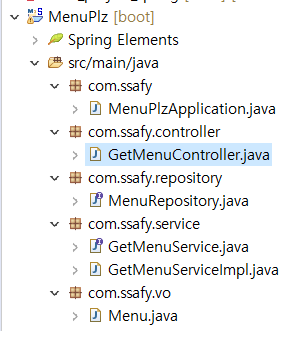 MenuPlz [boot]
Spring Elements
src/main/java
com.ssafy
MenuPlzApplication.java
com.ssafy.controller
GetMenuController.java
com.ssafy.repository
MenuRepository.java
com.ssafy.service
GetMenuService.java
GetMenuServiceImpl.java
com.ssafy.vo
Menu.java